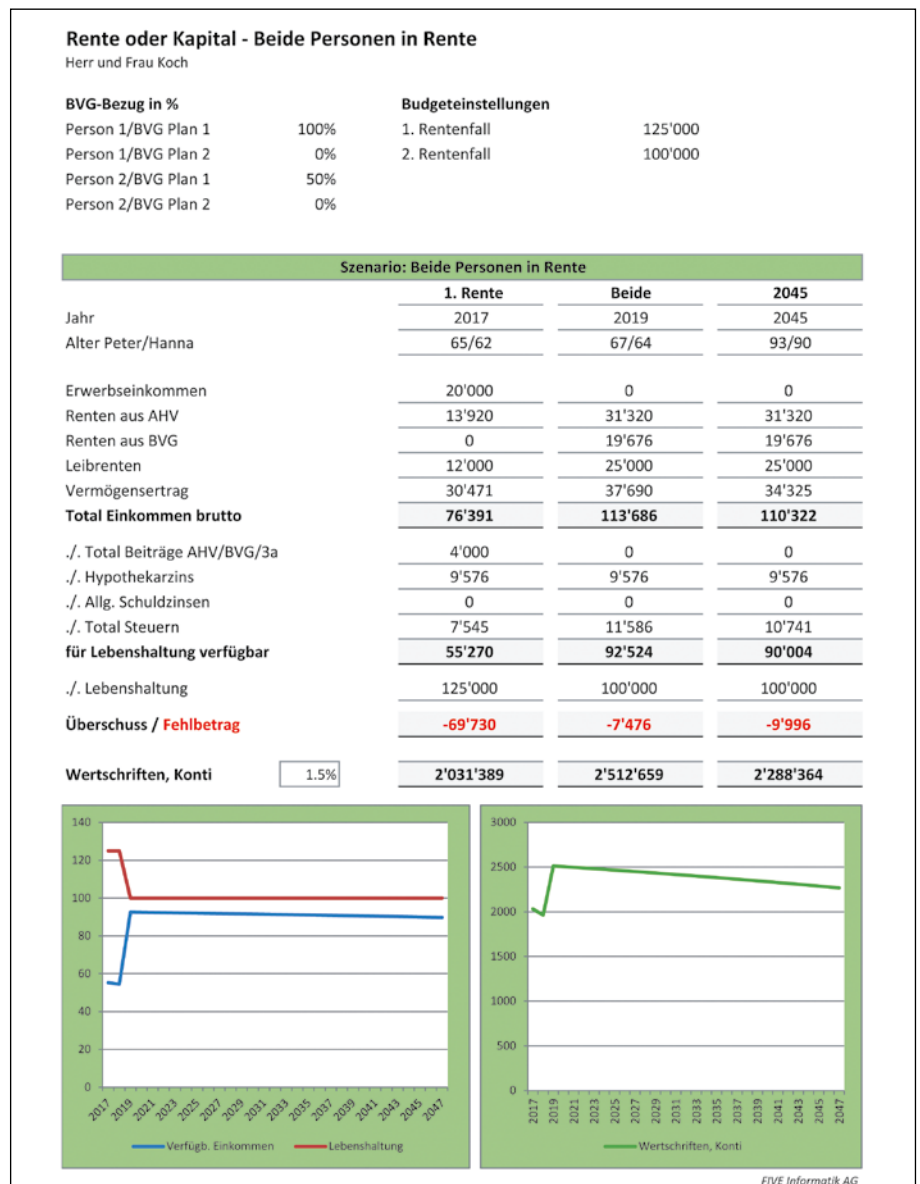 Rente oder Kapital - Beide Personen in Rente
Herr und Frau Koch
BVG-Bezug in % Budgeteinstellungen
Person 1/BVG Plan 1 100% 1. Rentenfall 125'000
Person 1/BVG Plan 2 0% 2. Rentenfall 100'000
Person 2/BVG Plan 1 50%
Person 2/BVG Plan 2 0%
Szenario: Beide Personen in Rente
1. Rente Beide 2045
Jahr 2017 2019 2045
Alter Peter/Hanna 65/62 67/64 93/90
Erwerbseinkommen 20'000 0 0
Renten aus AHV 13'920 31'320 31'320
Renten aus BVG 0 19'676 19'676
Leibrenten 12'000 25'000 25'000
Vermögensertrag 30'471 37'690 34'325
Total Einkommen brutto 76'391 113'686 110'322
./. Total Beiträge AHV/BVG/3a 4'000 0 0
./. Hypothekarzins 9'576 9'576 9'576
./. Allg. Schuldzinsen 0 0 0
./. Total Steuern 7'545 11'586 10'741
für Lebenshaltung verfügbar 55'270 92'524 90'004
./. Lebenshaltung 125'000 100'000 100'000
Überschuss / Fehlbetrag -69'730 -7'476 -9'996
Wertschriften, Konti 1.5% 2'031'389 2'512'659 2'288'364
140
120
100
80
60
40
20
0
2017 2019 2021 2023 2025 2027 2029 2031 2033 2035 2037 2039 2041 2043 2045 2047
Verfügb. Einkommen Lebenshaltung
3000
2500
2000
1500
1000
500
0
2017 2019 2021 2023 2025 2027 2029 2031 2033 2035 2037 2039 2041 2043 2045 2047
Wertschriften, Konti
FIVE Informatik AG